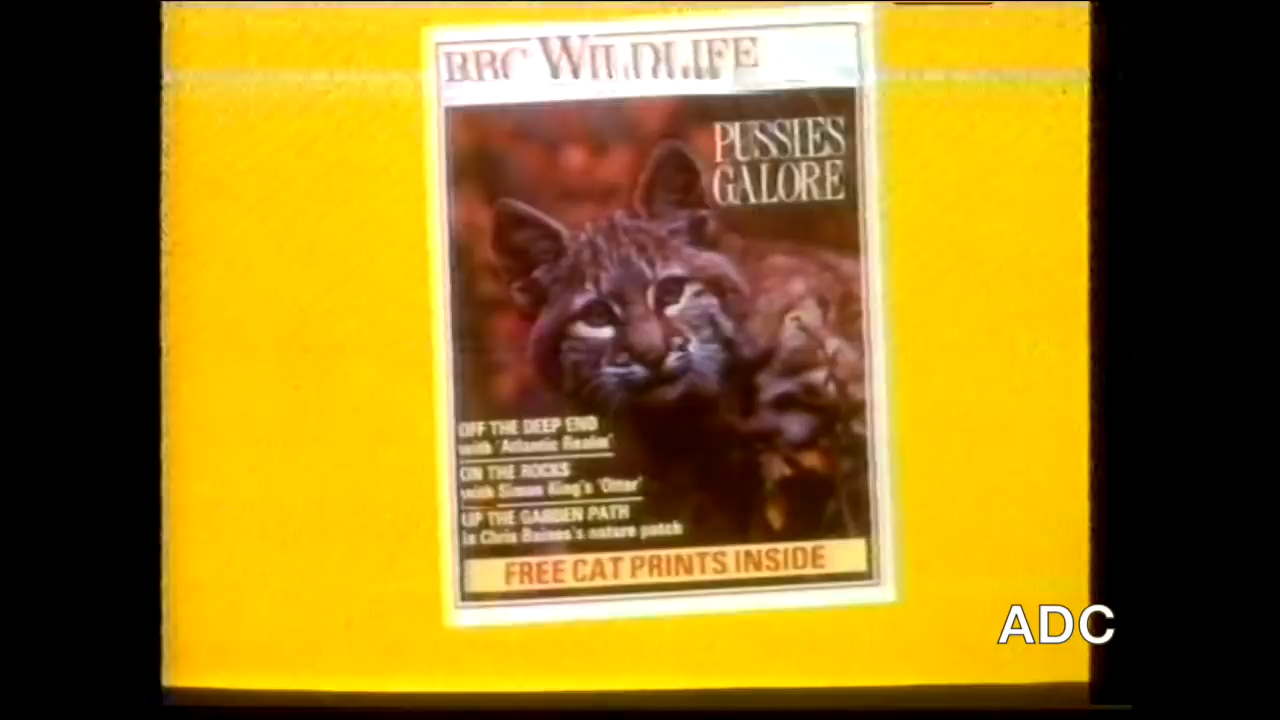 BBC WILDLIFE
PUSSIES
GALORE
OFF THE DEEP END
with 'Atlantic Realm'
ON THE ROCKS
with Simon King's 'Otter'
UP THE GARDEN PATH
in Chris Baines's nature patch
FREE CAT PRINTS INSIDE
ADC